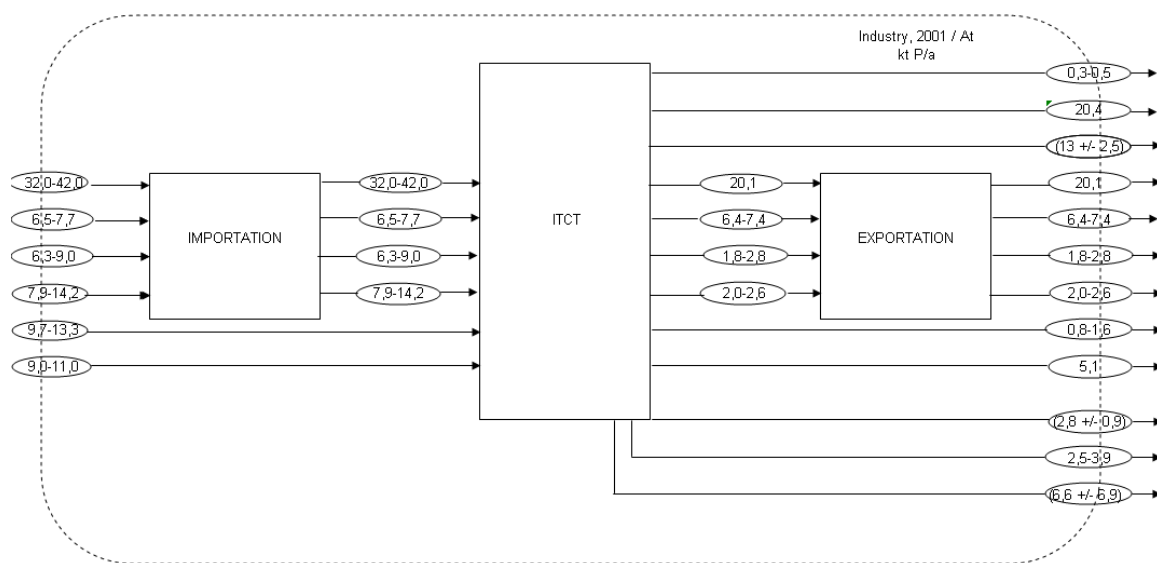 Industry, 2001 / At
kt P/a
0,3-0,5
20,4
(13 +/- 2,5)
32,0-42,0
32,0-42,0
20,1
20,1
6,5-7,7
6,5-7,7
ITCT
6,4-7,4
6,4-7,4
IMPORTATION
EXPORTATION
6,3-9,0
6,3-9,0
1,8-2,8
1,8-2,8
7,9-14,2
7,9-14,2
2,0-2,6
2,0-2,6
9,7-13,3
0,8-1,6
9,0-11,0
5,1
(2,8 +/- 0,9)
2,5-3,9
(6,6 +/- 6,9)